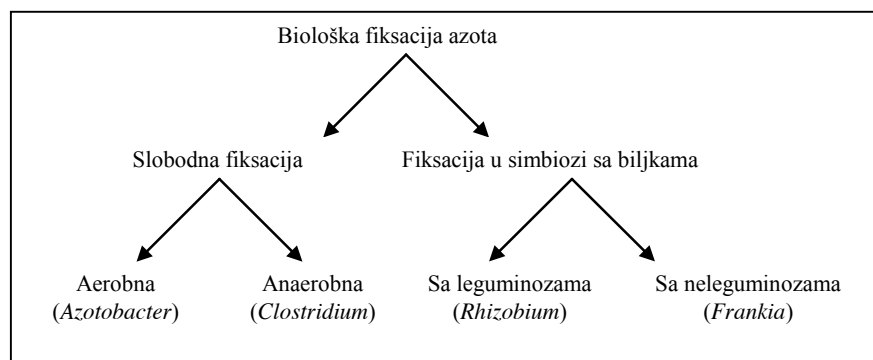 Biološka fiksacija azota
Slobodna fiksacija
Fiksacija u simbiozi sa biljkama
Aerobna
(Azotobacter)
Anaerobna
(Clostridium)
Sa leguminozama
(Rhizobium)
Sa neleguminozama
(Frankia)